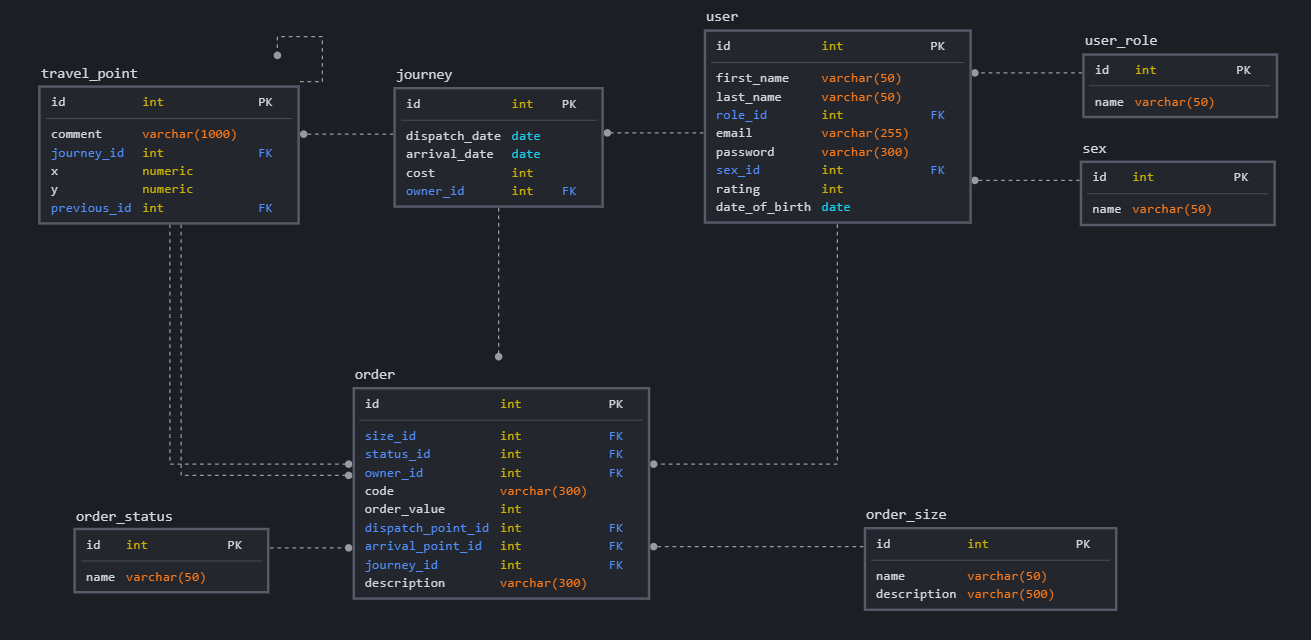 user
id int PK
first_name varchar(50)
last_name varchar(50)
role_id int FK
email varchar(255)
password varchar(300)
sex_id int FK
rating int
date_of_birth date
user_role
id int PK
name varchar(50)
travel_point
id int PK
comment varchar(1000)
journey_id int FK
x numeric
y numeric
previous_id int FK
journey
id int PK
dispatch_date date
arrival_date date
cost int
owner_id int FK
sex
id int PK
name varchar(50)
order
id int PK
size_id int FK
status_id int FK
owner_id int FK
code varchar(300)
order_value int
dispatch_point_id int FK
arrival_point_id int FK
journey_id int FK
description varchar(300)
order_status
id int PK
name varchar(50)
order_size
id int PK
name varchar(50)
description varchar(500)